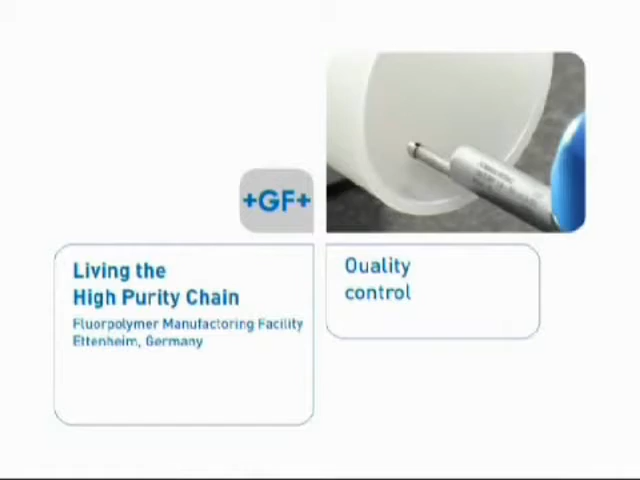 +GF+
Living the
High Purity Chain
Fluorpolymer Manufactoring Facility
Ettenheim, Germany
Quality
control